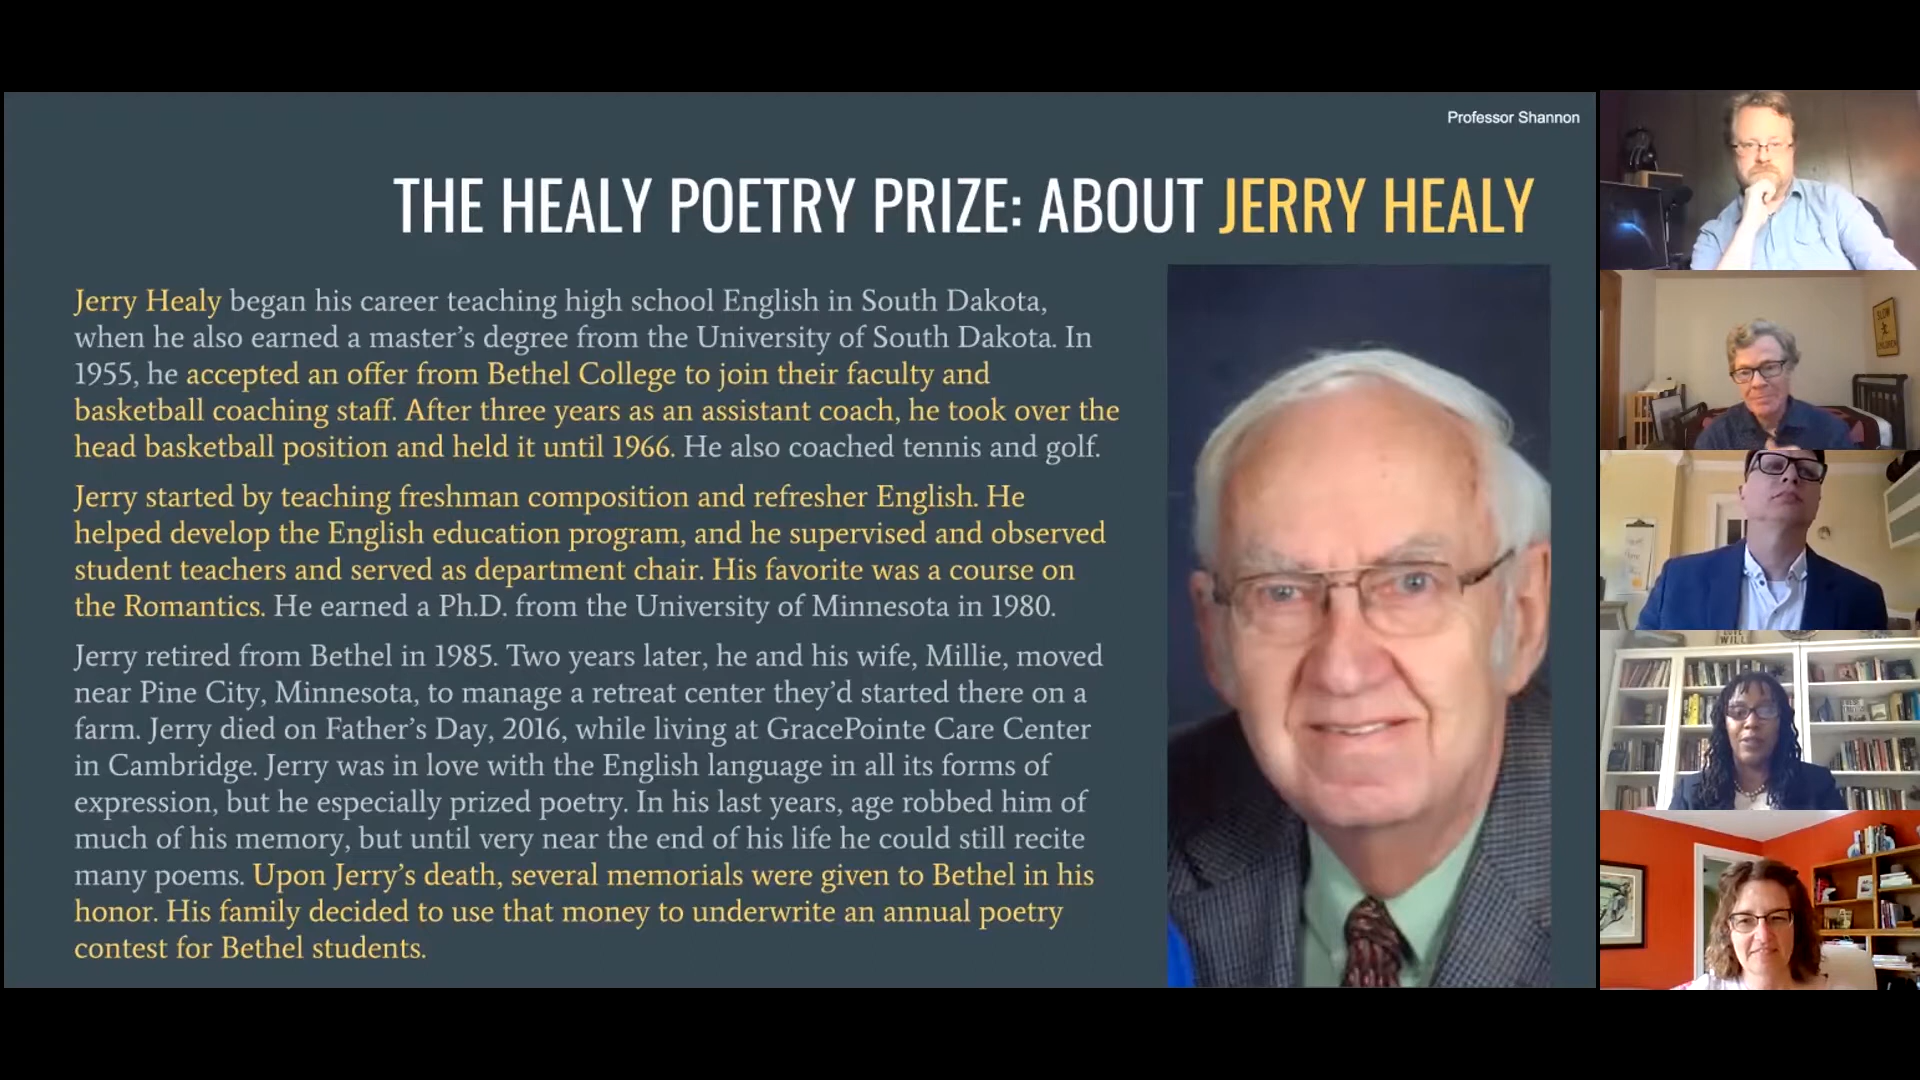 Professor Shannon
THE HEALY POETRY PRIZE: ABOUT JERRY HEALY
Jerry Healy began his career teaching high school English in South Dakota,
when he also earned a master’s degree from the University of South Dakota. In
1955, he accepted an offer from Bethel College to join their faculty and
basketball coaching staff. After three years as an assistant coach, he took over the
head basketball position and held it until 1966. He also coached tennis and golf.
Jerry started by teaching freshman composition and refresher English. He
helped develop the English education program, and he supervised and observed
student teachers and served as department chair. His favorite was a course on
the Romantics. He earned a Ph.D. from the University of Minnesota in 1980.
Jerry retired from Bethel in 1985. Two years later, he and his wife, Millie, moved
near Pine City, Minnesota, to manage a retreat center they’d started there on a
farm. Jerry died on Father’s Day, 2016, while living at GracePointe Care Center
in Cambridge. Jerry was in love with the English language in all its forms of
expression, but he especially prized poetry. In his last years, age robbed him of
much of his memory, but until very near the end of his life he could still recite
many poems. Upon Jerry’s death, several memorials were given to Bethel in his
honor. His family decided to use that money to underwrite an annual poetry
contest for Bethel students.
SLOW
CHILDREN